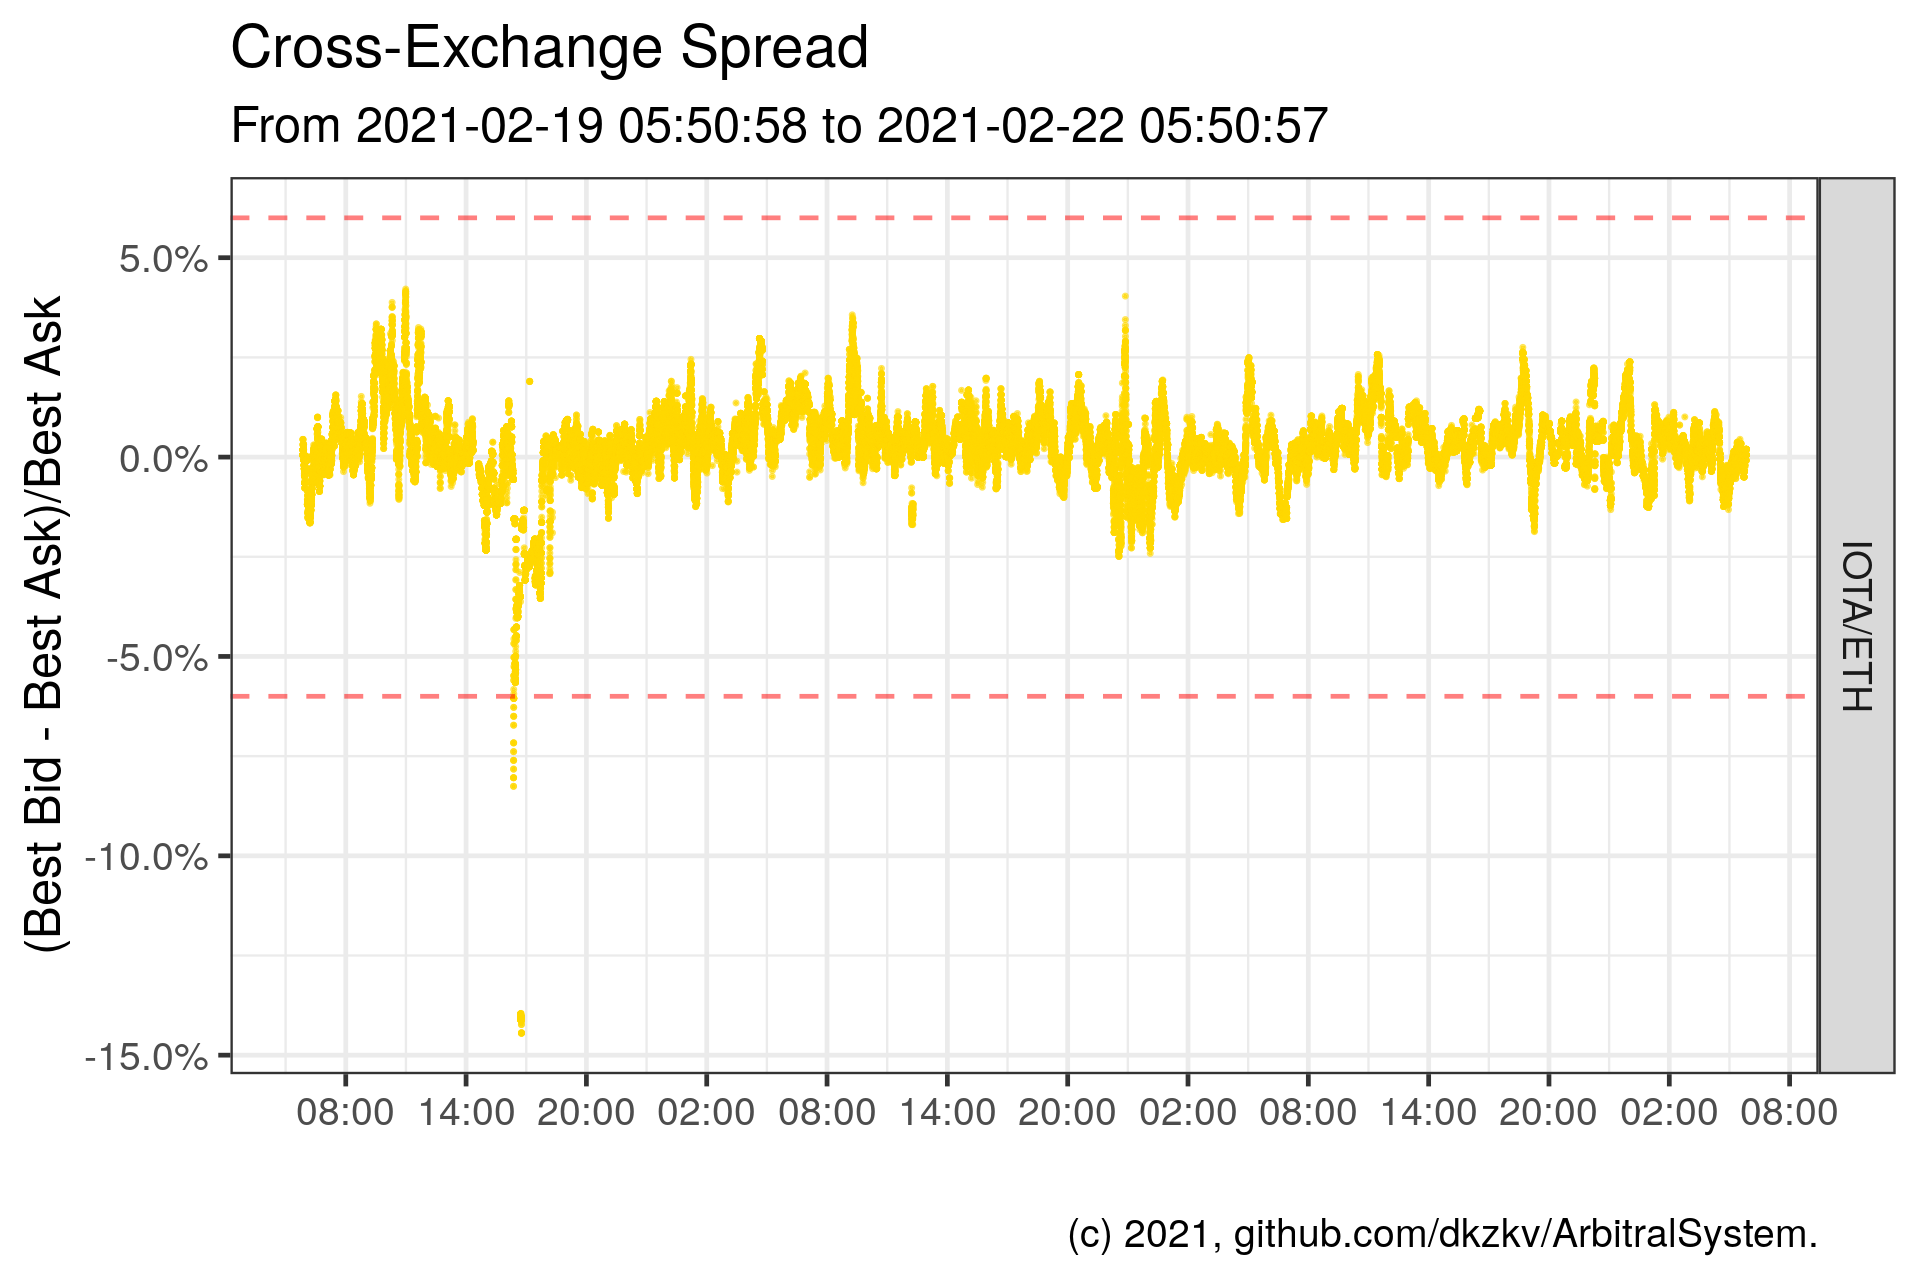 Cross-Exchange Spread
From 2021-02-19 05:50:58 to 2021-02-22 05:50:57
(Best Bid - Best Ask)/Best Ask
5.0%
0.0%
-5.0%
-10.0%
-15.0%
IOTA/ETH
08:00 14:00 20:00 02:00 08:00 14:00 20:00 02:00 08:00 14:00 20:00 02:00 08:00
(c) 2021, github.com/dkzkv/ArbitralSystem.